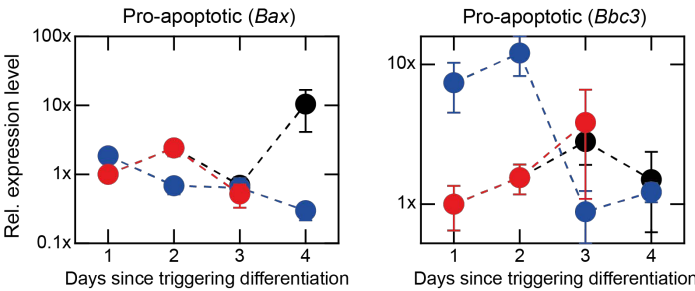 Pro-apoptotic (Bax)
Rel. expression level
100x
10x
1x
0.1x
1 2 3 4
Days since triggering differentiation
Pro-apoptotic (Bbc3)
10x
1x
1 2 3 4
Days since triggering differentiation